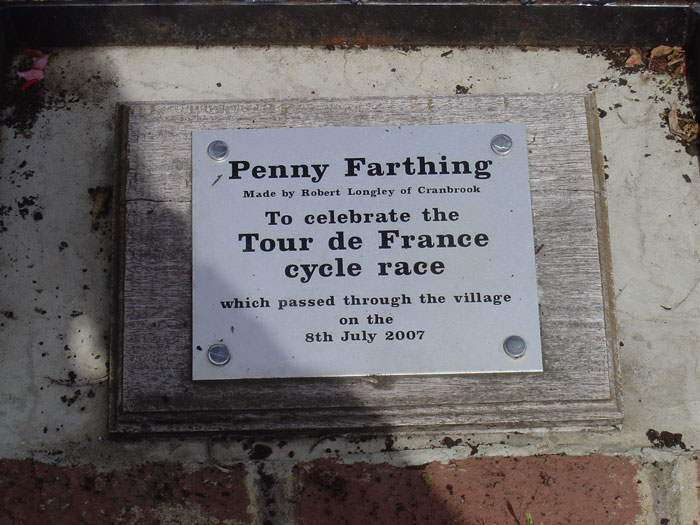 Penny Farthing
Made by Robert Longley of Cranbrook
To celebrate the
Tour de France
cycle race
which passed through the village
on the
8th July 2007